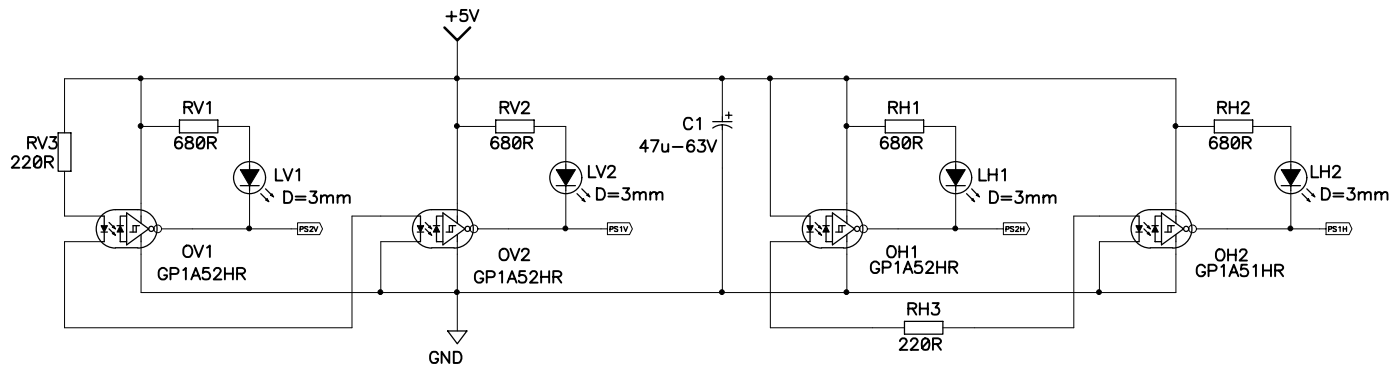 +5V
RV1
680R
RV2
680R
C1
47u-63V
RH1
680R
RH2
680R
RV3
220R
LV1
D=3mm
LV2
D=3mm
LH1
D=3mm
LH2
D=3mm
PS2V
PS1V
PS2H
PS1H
OV1
GP1A52HR
OV2
GP1A52HR
OH1
GP1A52HR
OH2
GP1A51HR
RH3
220R
GND
+